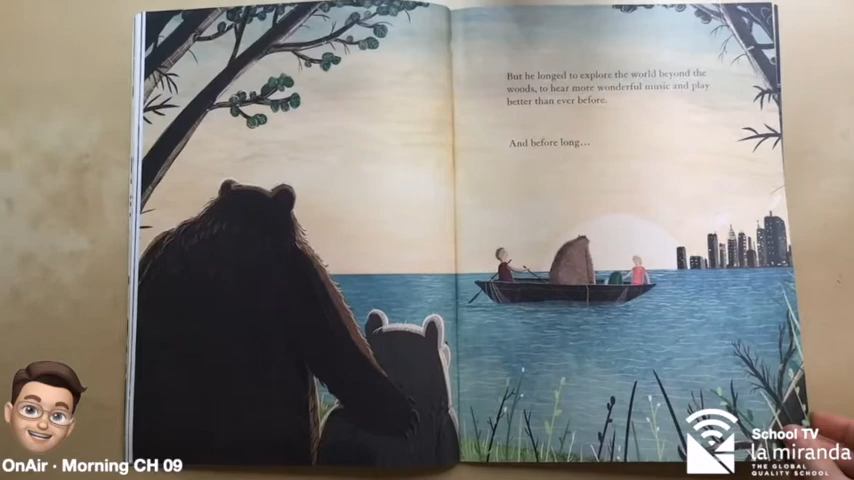 But he longed to explore the world beyond the
woods, to hear more wonderful music and play
better than ever before.
And before long...
OnAir · Morning CH 09
School TV
la miranda
THE GLOBAL
QUALITY SCHOOL